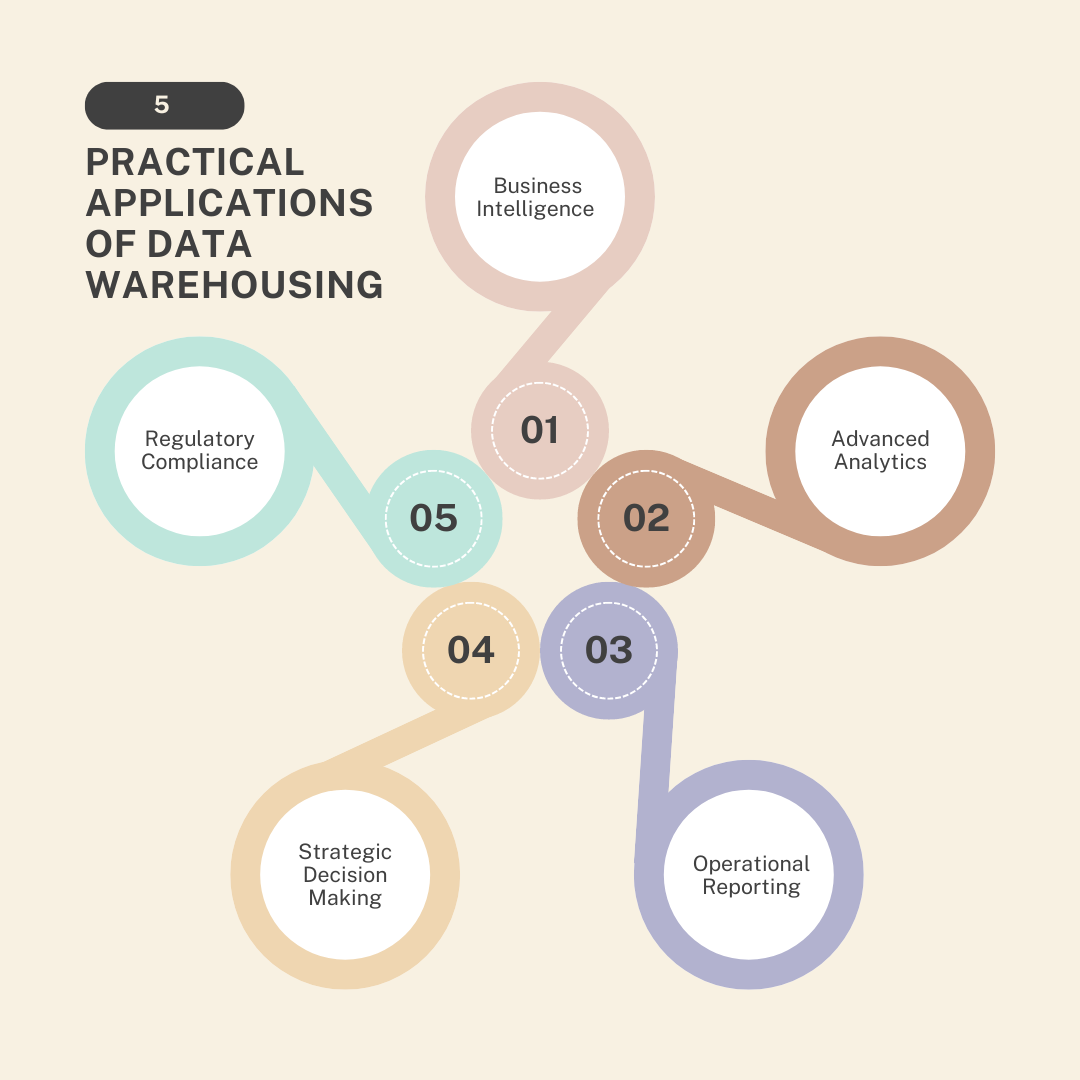 5
PRACTICAL
APPLICATIONS
OF DATA
WAREHOUSING
01
Business
Intelligence
02
Advanced
Analytics
03
Operational
Reporting
04
Strategic
Decision
Making
05
Regulatory
Compliance